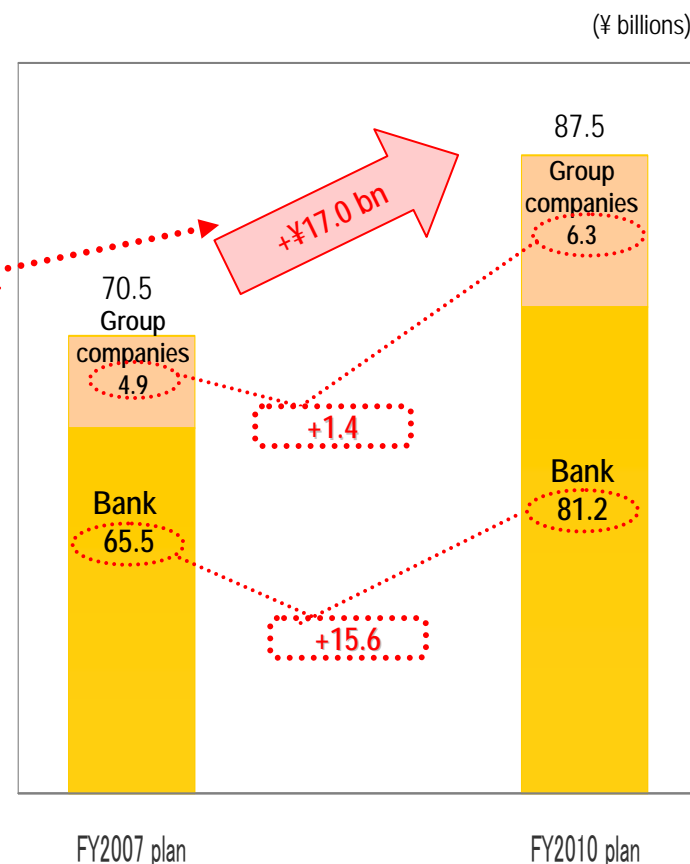 (¥ billions)
87.5
Group
companies
6.3
+¥17.0 bn
70.5
Group
companies
4.9
+1.4
Bank
81.2
Bank
65.5
+15.6
FY2007 plan
FY2010 plan